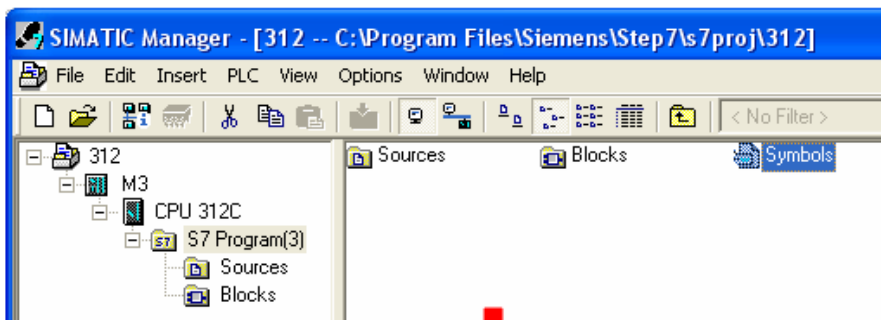 SIMATIC Manager - [312 -- C:\Program Files\Siemens\Step7\s7proj\312]
File Edit Insert PLC View Options Window Help
< No Filter >
312
M3
CPU 312C
S7 Program(3)
Sources
Blocks
Sources Blocks Symbols